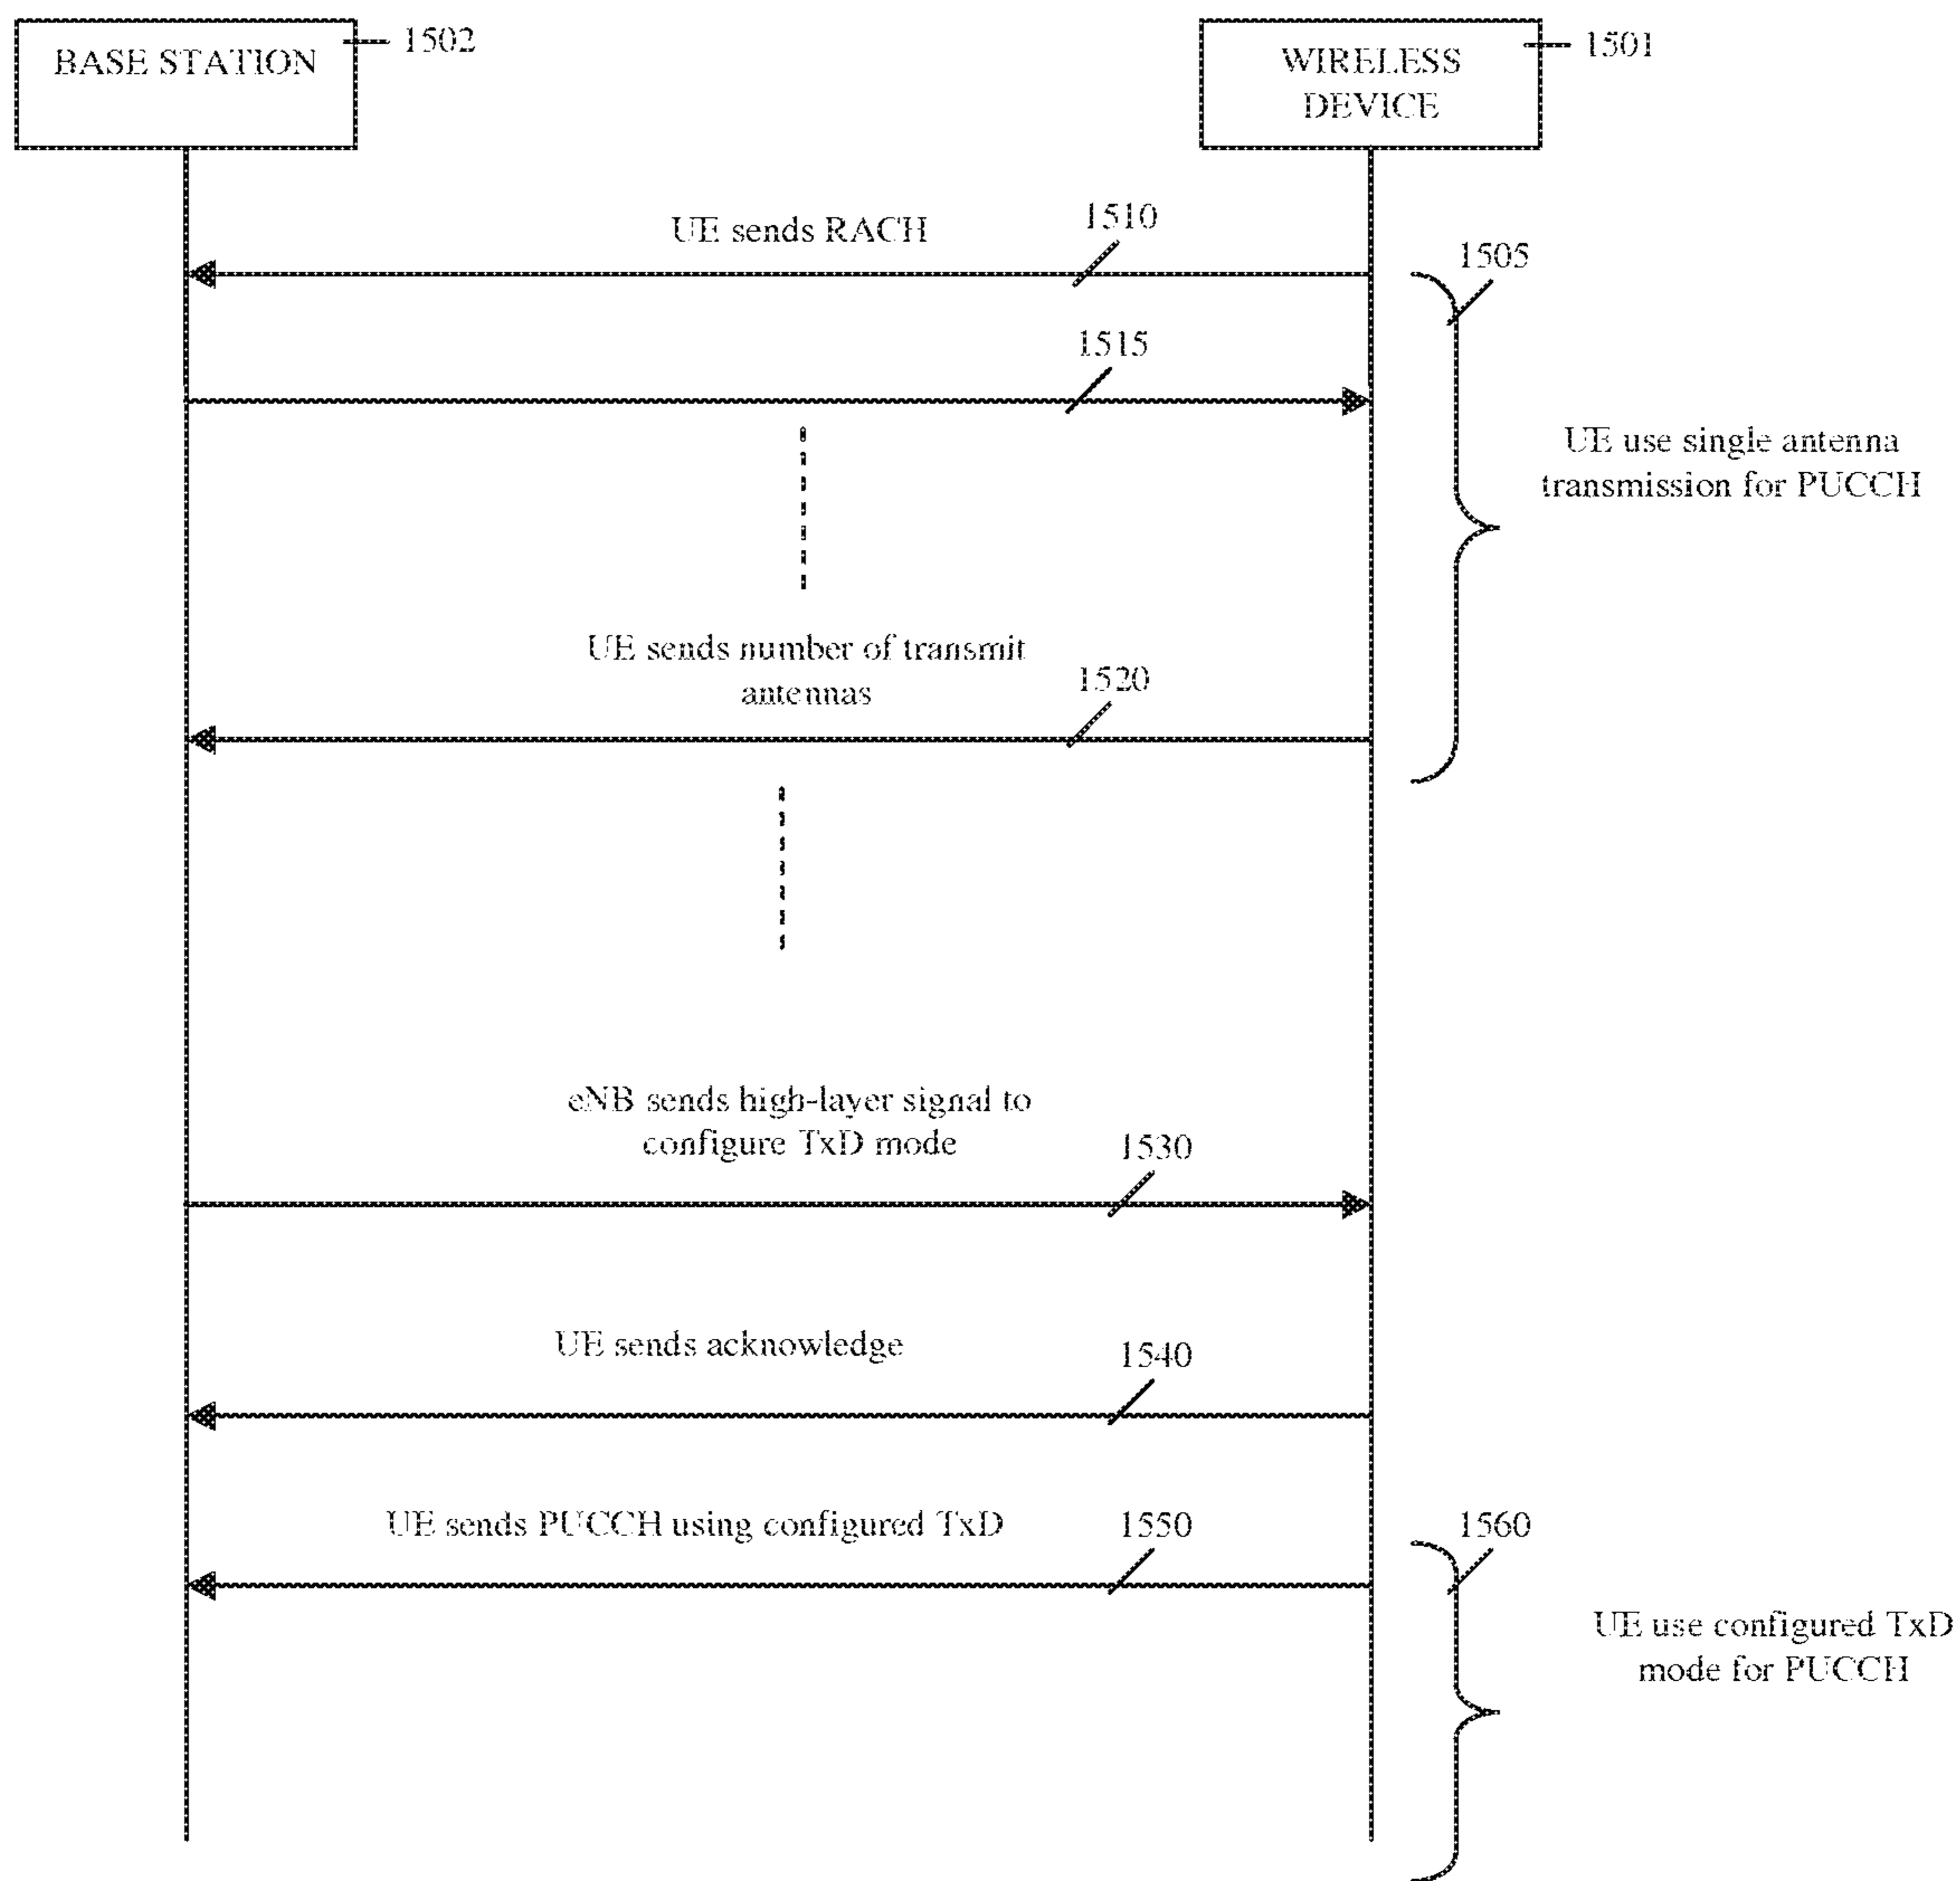 BASE STATION
1502
WIRELESS
DEVICE
1501
UE sends RACH
1510
1505
1515
UE use single antenna
transmission for PUCCH
UE sends number of transmit
antennas
1520
eNB sends high-layer signal to
configure TxD mode
1530
UE sends acknowledge
1540
UE sends PUCCH using configured TxD
1550
1560
UE use configured TxD
mode for PUCCH